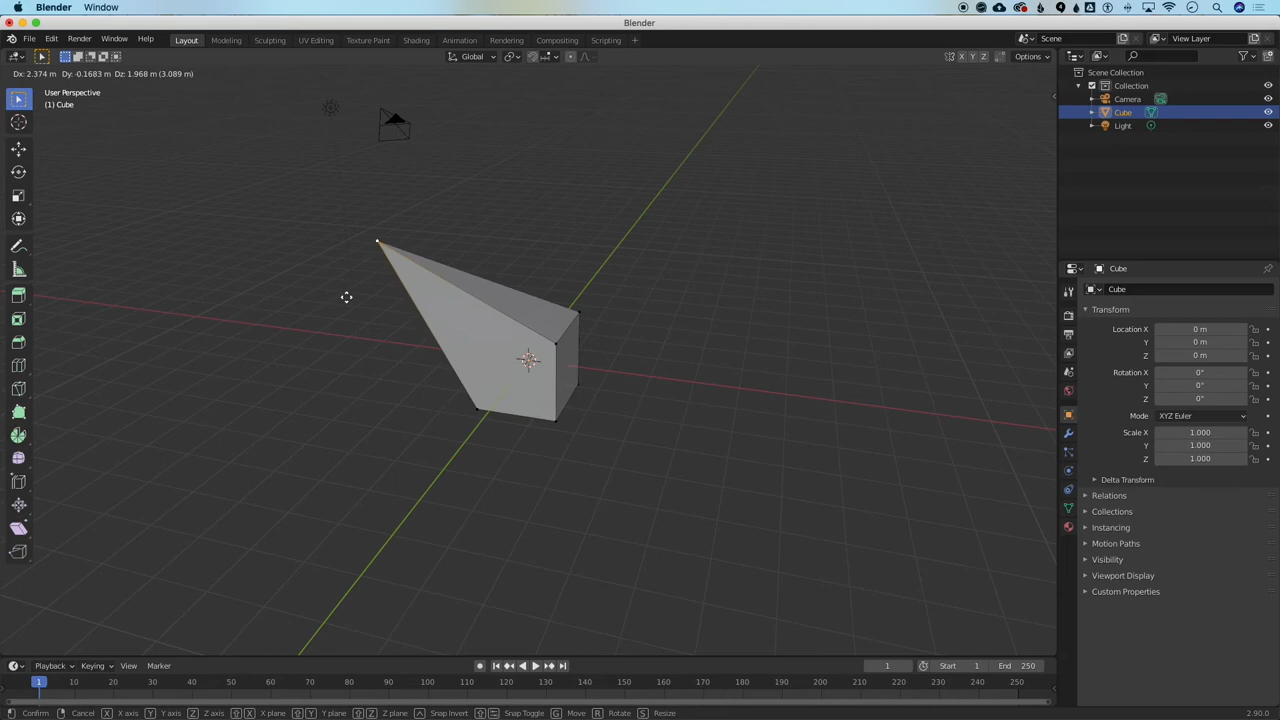 Blender Window
Blender
File Edit Render Window Help Layout Modeling Sculpting UV Editing Texture Paint Shading Animation Rendering Compositing Scripting + Scene View Layer
Global X Y Z Options
Dx: 2.374 m Dy: -0.1683 m Dz: 1.968 m (3.089 m)
User Perspective
(1) Cube
Scene Collection
Collection
Camera
Cube
Light
Cube
Cube
Transform
Location X 0 m
Y 0 m
Z 0 m
Rotation X 0°
Y 0°
Z 0°
Mode XYZ Euler
Scale X 1.000
Y 1.000
Z 1.000
Delta Transform
Relations
Collections
Instancing
Motion Paths
Visibility
Viewport Display
Custom Properties
Playback Keying View Marker 1 Start 1 End 250
1 10 20 30 40 50 60 70 80 90 100 110 120 130 140 150 160 170 180 190 200 210 220 230 240 250
Confirm Cancel X X axis Y Y axis Z Z axis X X plane Y Y plane Z Z plane Snap Invert Snap Toggle G Move R Rotate S Resize 2.90.0